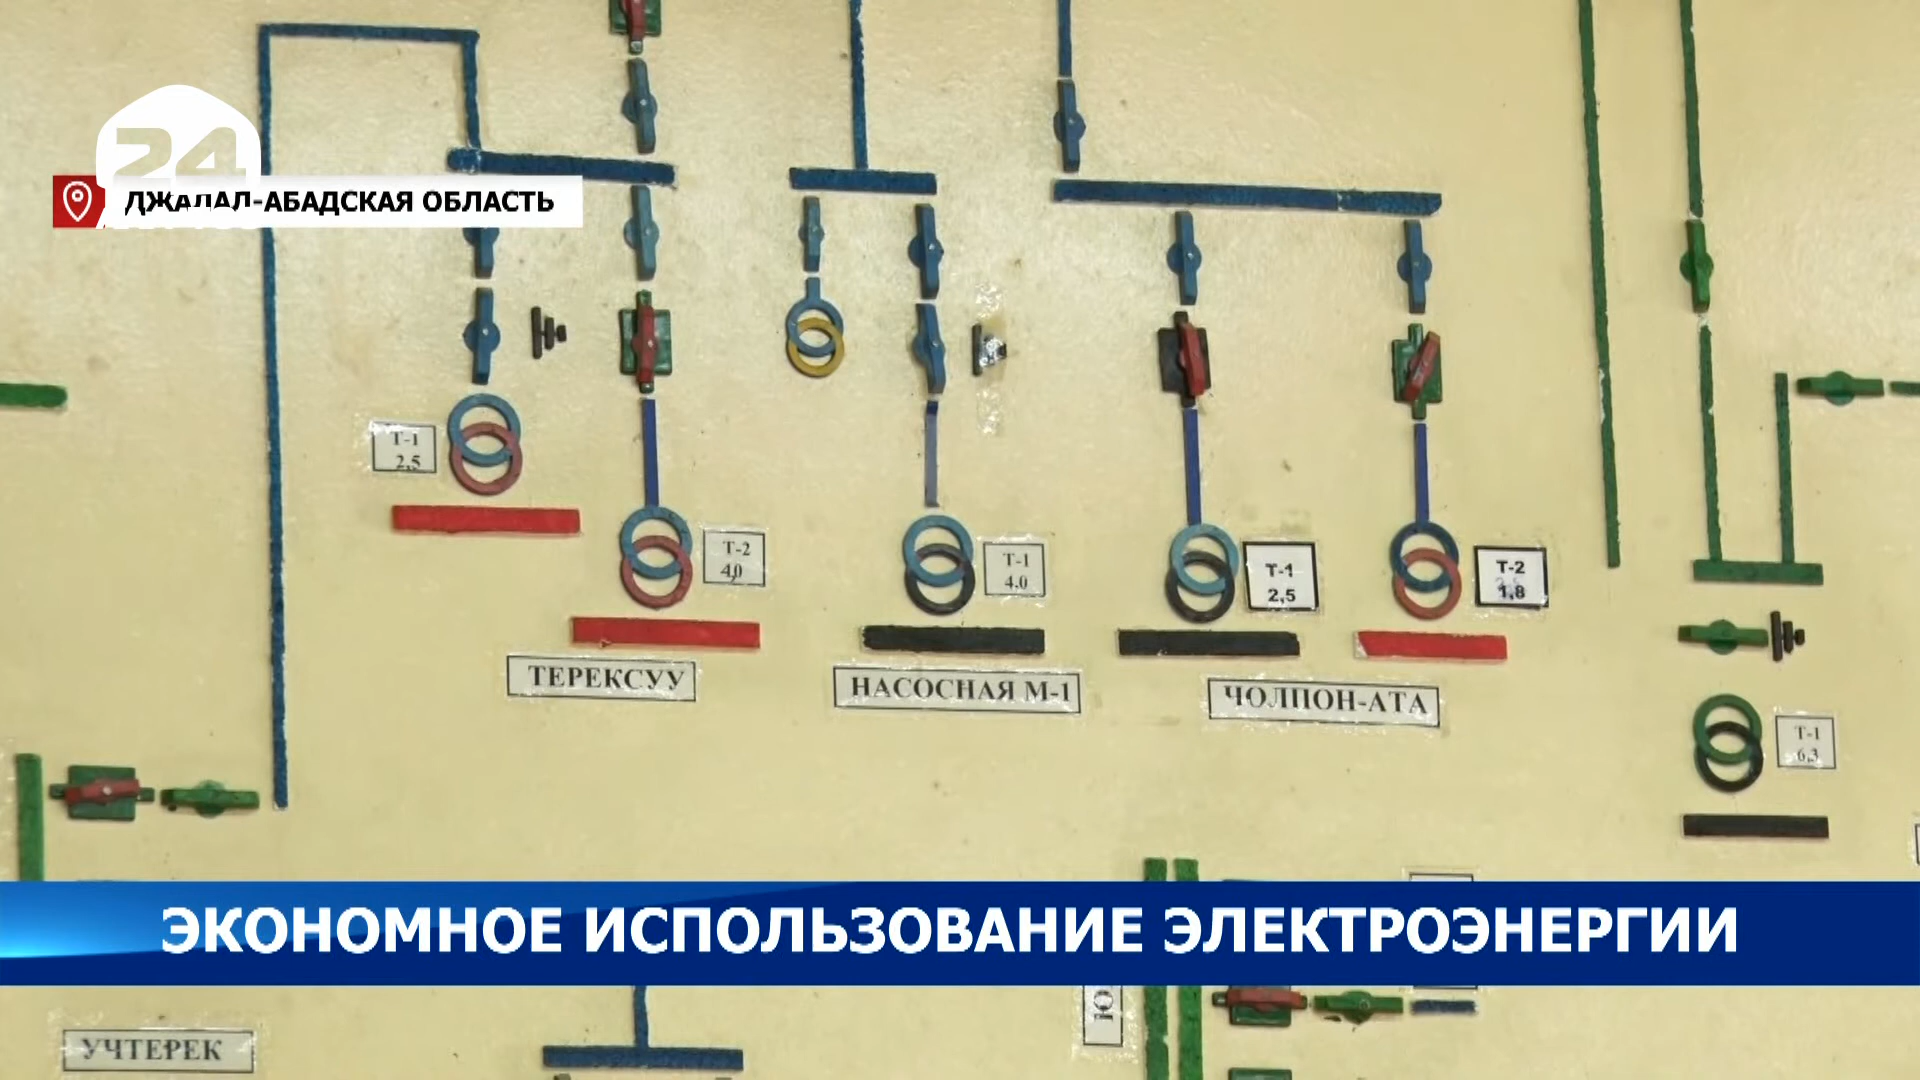 24
ДЖАЛАЛ-АБАДСКАЯ ОБЛАСТЬ
Т-1
2,5
Т-2
4,0
Т-1
4,0
Т-1
2,5
Т-2
1,8
ТЕРЕКСУУ
НАСОСНАЯ М-1
ЧОЛПОН-АТА
Т-1
6,3
ЭКОНОМНОЕ ИСПОЛЬЗОВАНИЕ ЭЛЕКТРОЭНЕРГИИ
УЧТЕРЕК